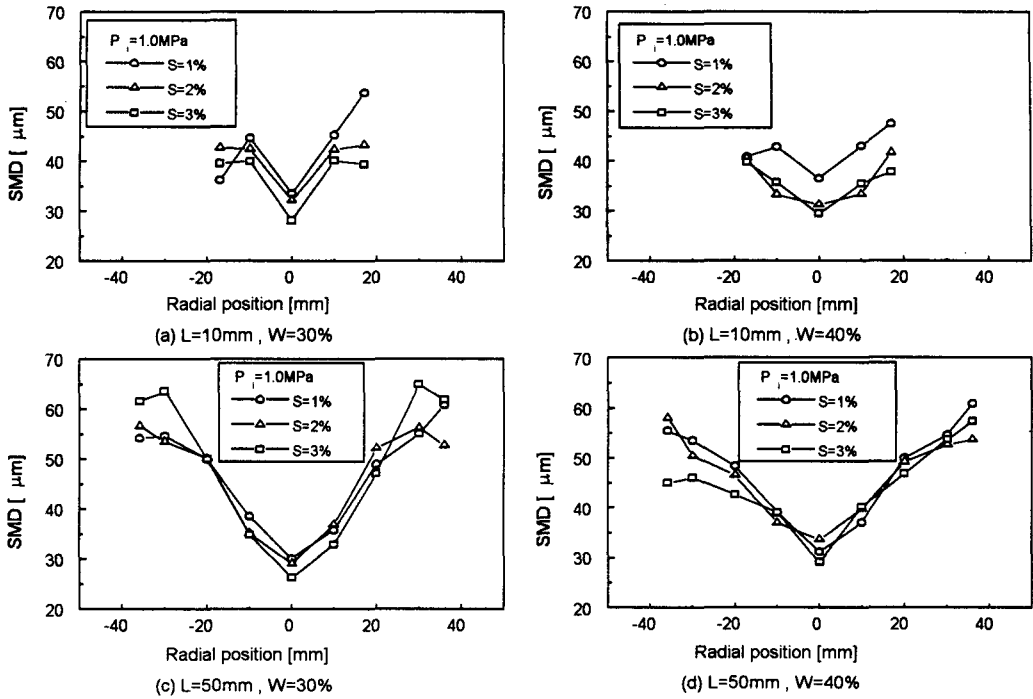 70
60
50
40
30
20
SMD [ μm]
P i=1.0MPa
S=1%
S=2%
S=3%
-40 -20 0 20 40
Radial position [mm]
(a) L=10mm , W=30%
70
60
50
40
30
20
SMD [ μm]
P i=1.0MPa
S=1%
S=2%
S=3%
-40 -20 0 20 40
Radial position [mm]
(b) L=10mm , W=40%
70
60
50
40
30
20
SMD [ μm]
P i=1.0MPa
S=1%
S=2%
S=3%
-40 -20 0 20 40
Radial position [mm]
(c) L=50mm , W=30%
70
60
50
40
30
20
SMD [ μm]
P i=1.0MPa
S=1%
S=2%
S=3%
-40 -20 0 20 40
Radial position [mm]
(d) L=50mm , W=40%